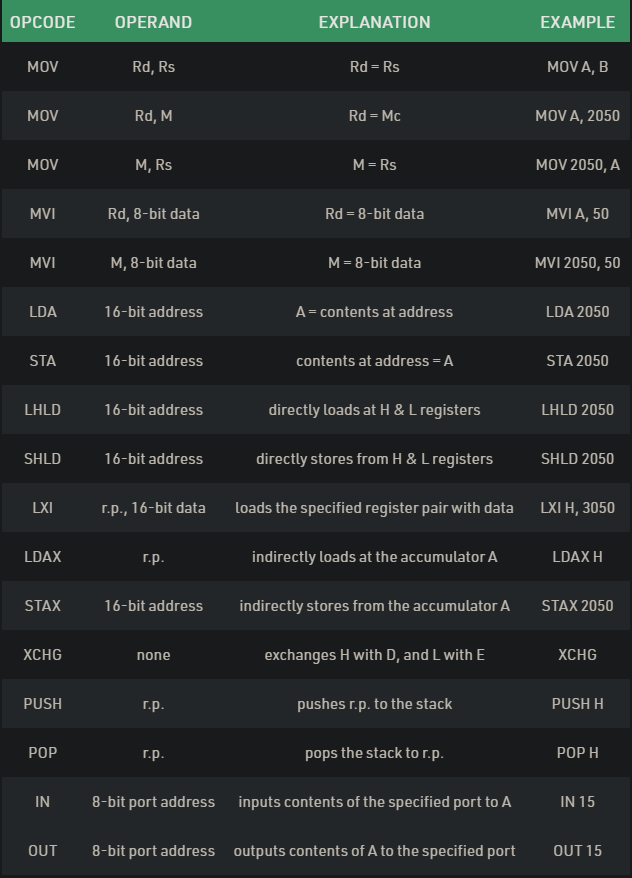 OPCODE OPERAND EXPLANATION EXAMPLE
MOV Rd, Rs Rd = Rs MOV A, B
MOV Rd, M Rd = Mc MOV A, 2050
MOV M, Rs M = Rs MOV 2050, A
MVI Rd, 8-bit data Rd = 8-bit data MVI A, 50
MVI M, 8-bit data M = 8-bit data MVI 2050, 50
LDA 16-bit address A = contents at address LDA 2050
STA 16-bit address contents at address = A STA 2050
LHLD 16-bit address directly loads at H & L registers LHLD 2050
SHLD 16-bit address directly stores from H & L registers SHLD 2050
LXI r.p., 16-bit data loads the specified register pair with data LXI H, 3050
LDAX r.p. indirectly loads at the accumulator A LDAX H
STAX 16-bit address indirectly stores from the accumulator A STAX 2050
XCHG none exchanges H with D, and L with E XCHG
PUSH r.p. pushes r.p. to the stack PUSH H
POP r.p. pops the stack to r.p. POP H
IN 8-bit port address inputs contents of the specified port to A IN 15
OUT 8-bit port address outputs contents of A to the specified port OUT 15